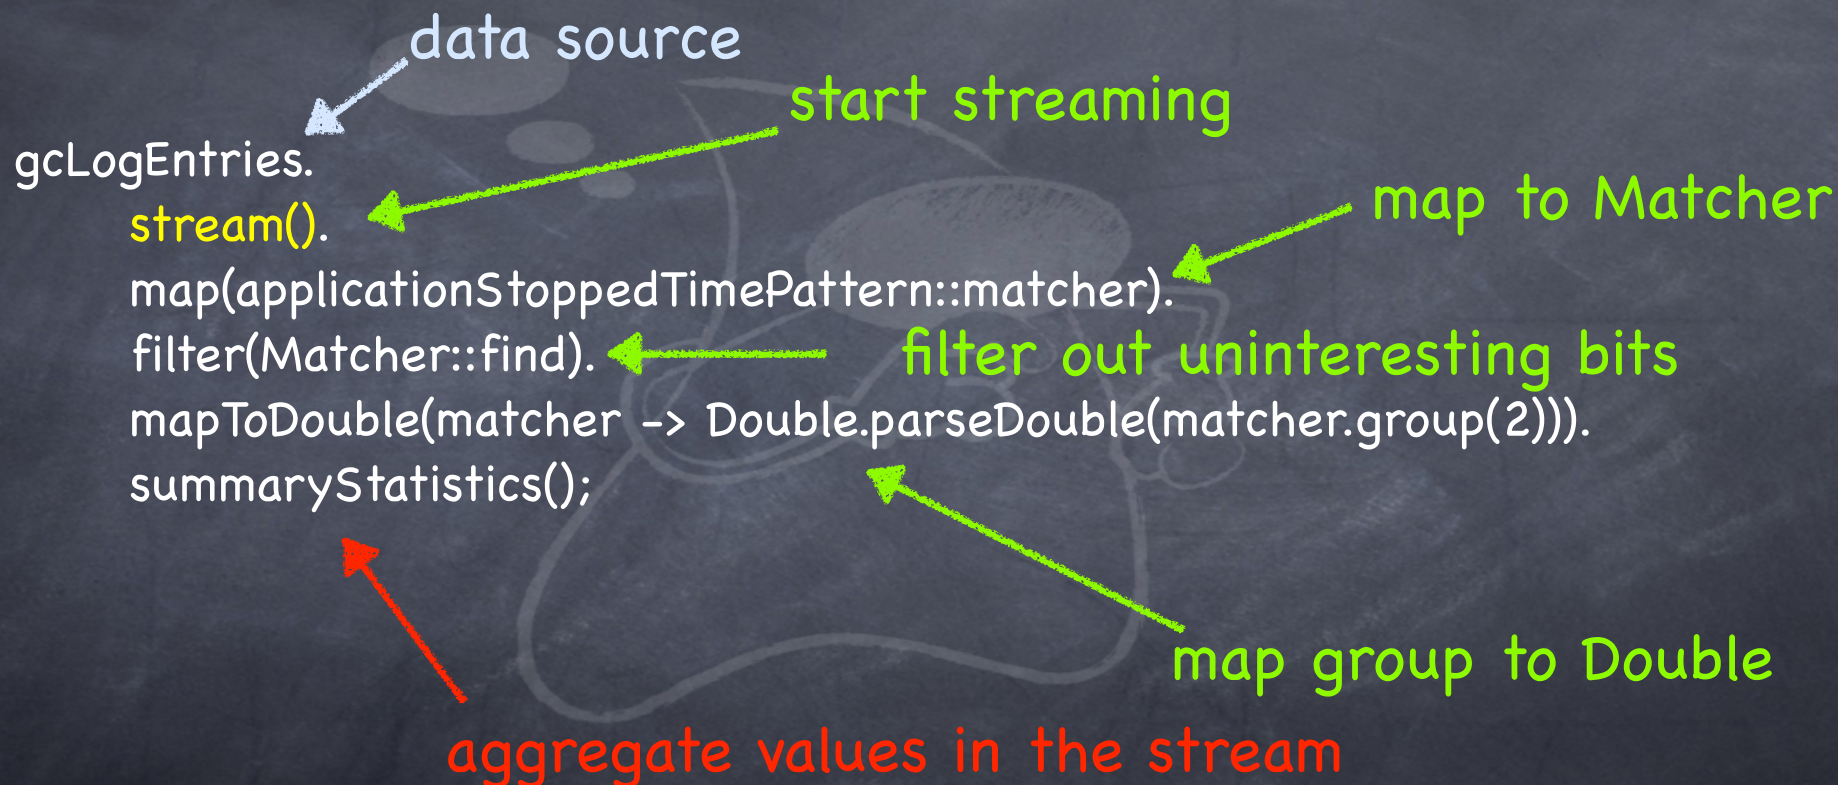 data source
start streaming
gcLogEntries.
map to Matcher
stream().
map(applicationStoppedTimePattern::matcher).
filter(Matcher::find).
filter out uninteresting bits
mapToDouble(matcher -> Double.parseDouble(matcher.group(2))).
summaryStatistics();
map group to Double
aggregate values in the stream